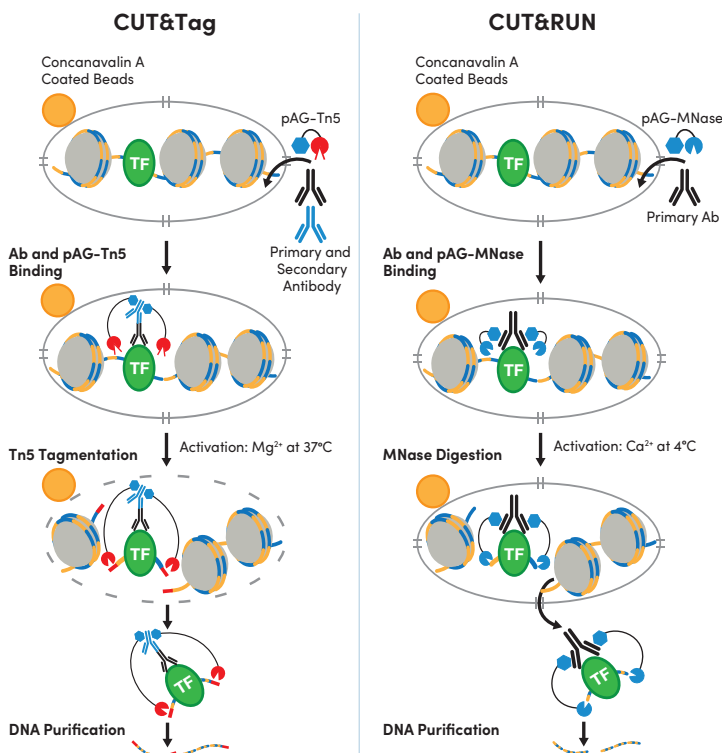 CUT&Tag
Concanavalin A
Coated Beads
pAG-Tn5
TF
Primary and
Secondary
Antibody
Ab and pAG-Tn5
Binding
TF
Activation: Mg²⁺ at 37°C
Tn5 Tagmentation
TF
TF
DNA Purification
CUT&RUN
Concanavalin A
Coated Beads
pAG-MNase
TF
Primary Ab
Ab and pAG-MNase
Binding
TF
Activation: Ca²⁺ at 4°C
MNase Digestion
TF
TF
DNA Purification